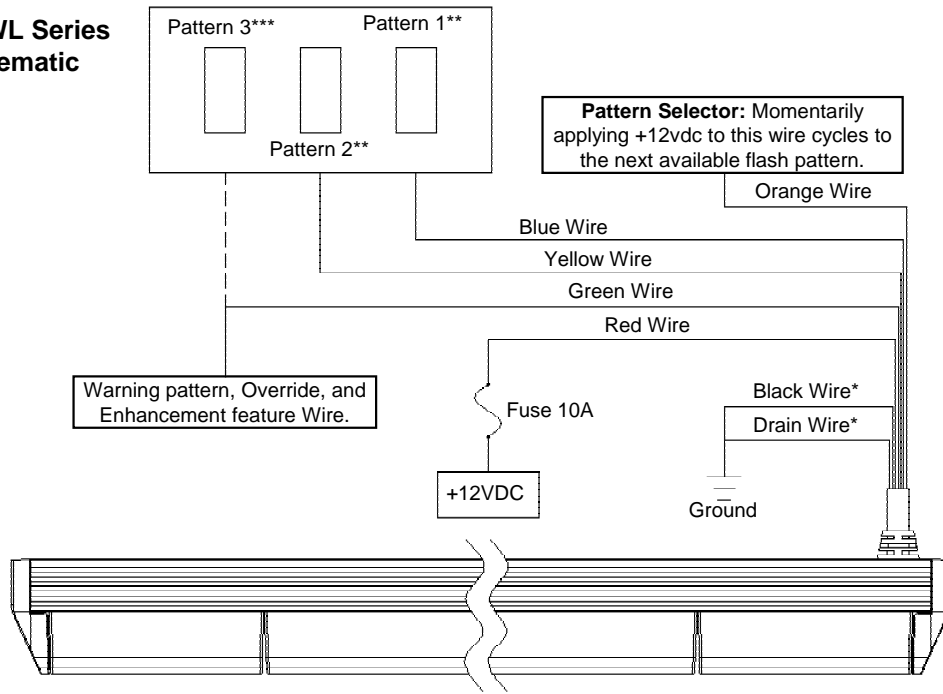 WL Series
ematic
Pattern 3***
Pattern 1**
Pattern 2**
Pattern Selector: Momentarily
applying +12vdc to this wire cycles to
the next available flash pattern.
Orange Wire
Blue Wire
Yellow Wire
Green Wire
Red Wire
Warning pattern, Override, and
Enhancement feature Wire.
Fuse 10A
Black Wire*
Drain Wire*
+12VDC
Ground